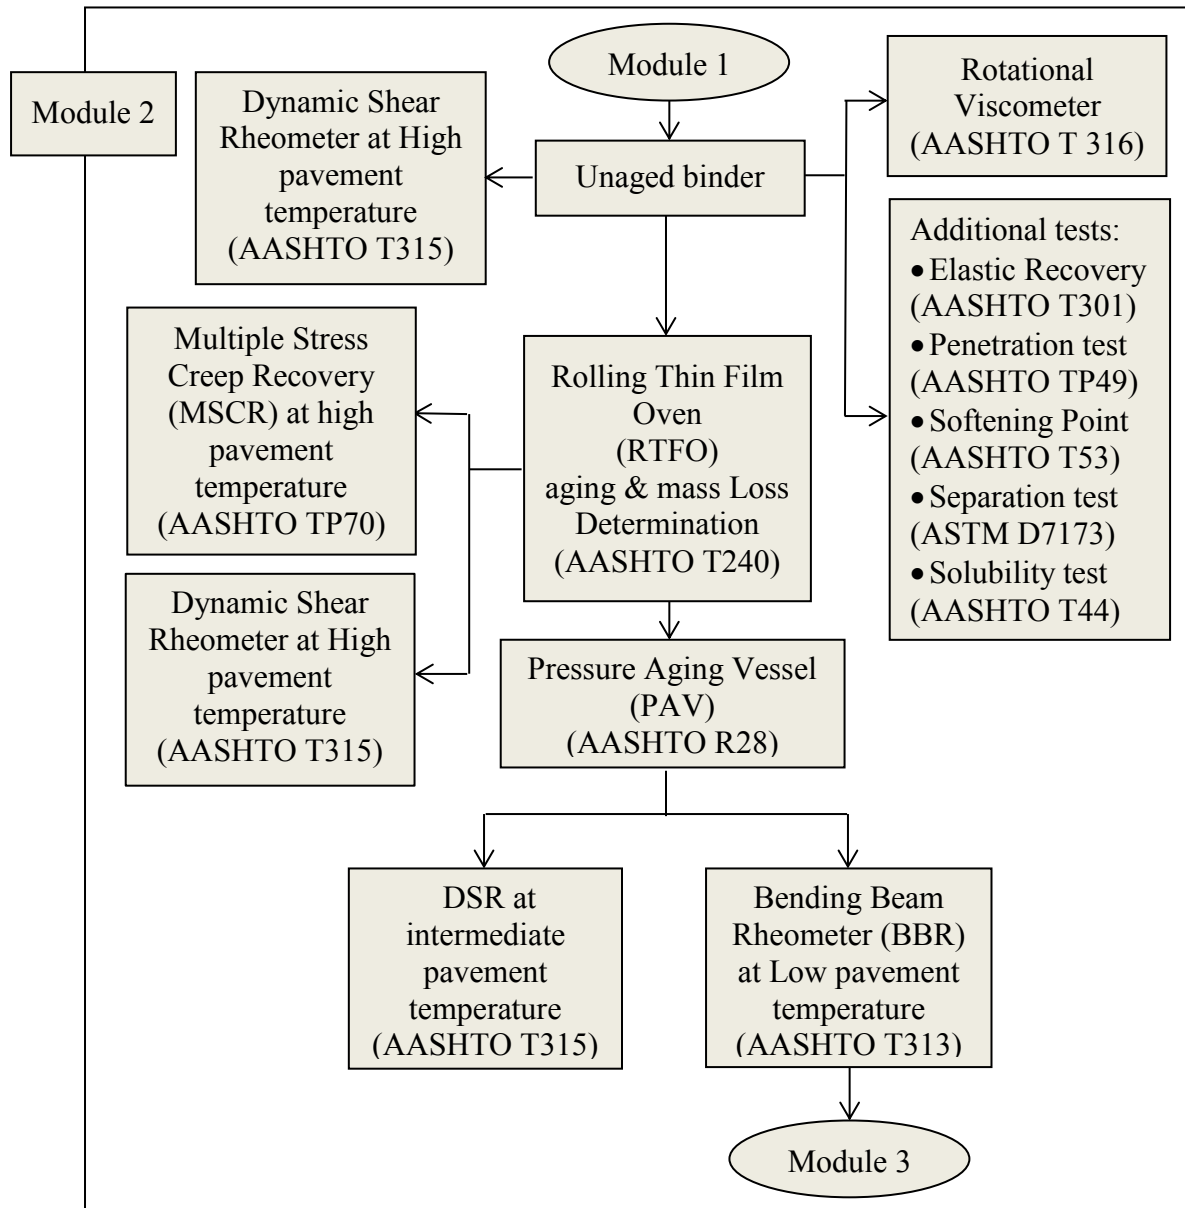 Module 2
Module 1
Dynamic Shear
Rheometer at High
pavement
temperature
(AASHTO T315)
Unaged binder
Rotational
Viscometer
(AASHTO T 316)
Additional tests:
• Elastic Recovery
(AASHTO T301)
• Penetration test
(AASHTO TP49)
• Softening Point
(AASHTO T53)
• Separation test
(ASTM D7173)
• Solubility test
(AASHTO T44)
Multiple Stress
Creep Recovery
(MSCR) at high
pavement
temperature
(AASHTO TP70)
Rolling Thin Film
Oven
(RTFO)
aging & mass Loss
Determination
(AASHTO T240)
Dynamic Shear
Rheometer at High
pavement
temperature
(AASHTO T315)
Pressure Aging Vessel
(PAV)
(AASHTO R28)
DSR at
intermediate
pavement
temperature
(AASHTO T315)
Bending Beam
Rheometer (BBR)
at Low pavement
temperature
(AASHTO T313)
Module 3